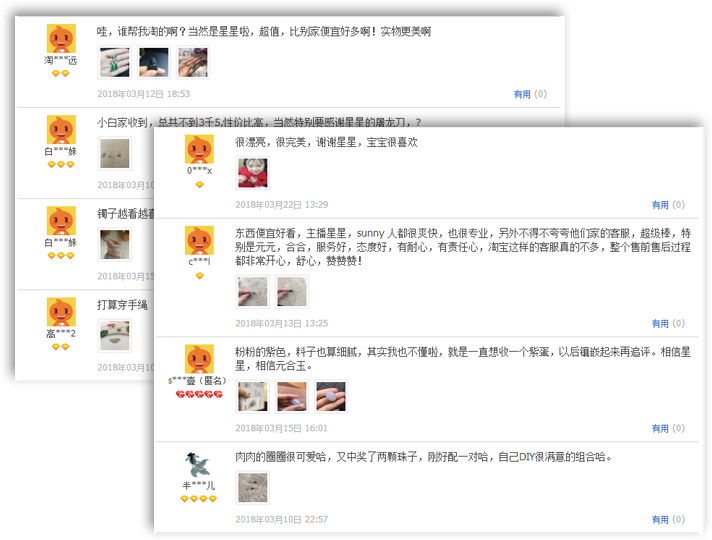 哇，谁帮我淘的啊？当然是星星啦，超值，比别家便宜好多啊！实物更美啊
淘***远
2018年03月12日 18:53
有用 (0)
小白家收到，总共不到3千5,性价比高，当然特别要感谢星星的屠龙刀，?
白***妹
2018年03月10
镯子越看越喜
白***妹
2018年03月15
打算穿手绳
高***2
2018年03月10
很漂亮，很完美，谢谢星星，宝宝很喜欢
0***x
2018年03月22日 13:29
有用 (0)
东西便宜好看，主播星星，sunny 人都很爽快，也很专业，另外不得不夸夸他们家的客服，超级棒，特
别是元元，合合，服务好，态度好，有耐心，有责任心，淘宝这样的客服真的不多，整个售前售后过程
都非常开心，舒心，赞赞赞！
c***l
2018年03月13日 13:25
有用 (0)
粉粉的紫色，料子也算细腻，其实我也不懂啦，就是一直想收一个紫蛋，以后镶嵌起来再追评。相信星
星，相信元合玉。
s***壹（匿名）
2018年03月15日 16:01
有用 (0)
肉肉的圈圈很可爱哈，又中奖了两颗珠子，刚好配一对哈，自己DIY很满意的组合哈。
半***儿
2018年03月10日 22:57
有用 (0)